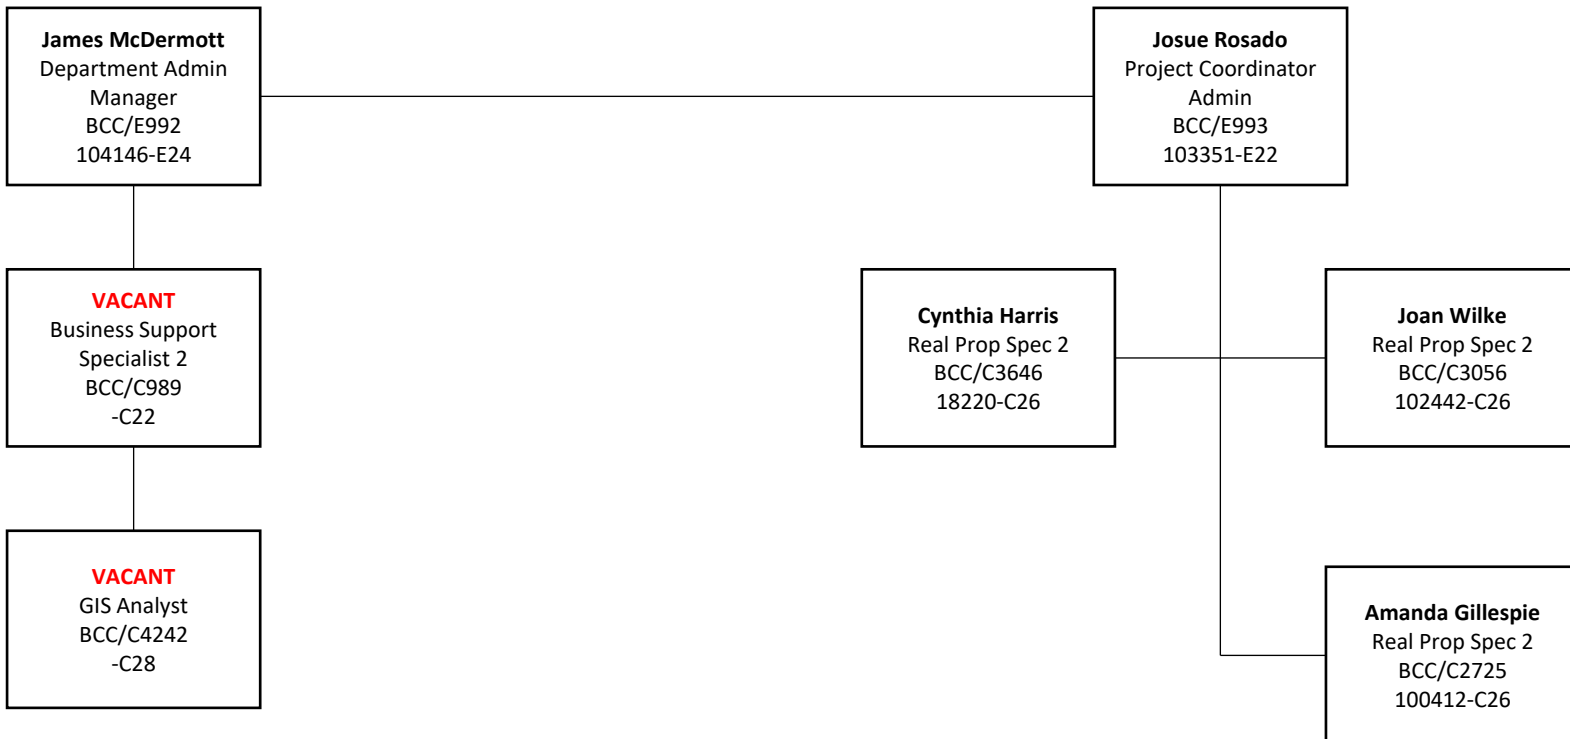 James McDermott
Department Admin
Manager
BCC/E992
104146-E24
Josue Rosado
Project Coordinator
Admin
BCC/E993
103351-E22
VACANT
Business Support
Specialist 2
BCC/C989
-C22
Cynthia Harris
Real Prop Spec 2
BCC/C3646
18220-C26
Joan Wilke
Real Prop Spec 2
BCC/C3056
102442-C26
VACANT
GIS Analyst
BCC/C4242
-C28
Amanda Gillespie
Real Prop Spec 2
BCC/C2725
100412-C26